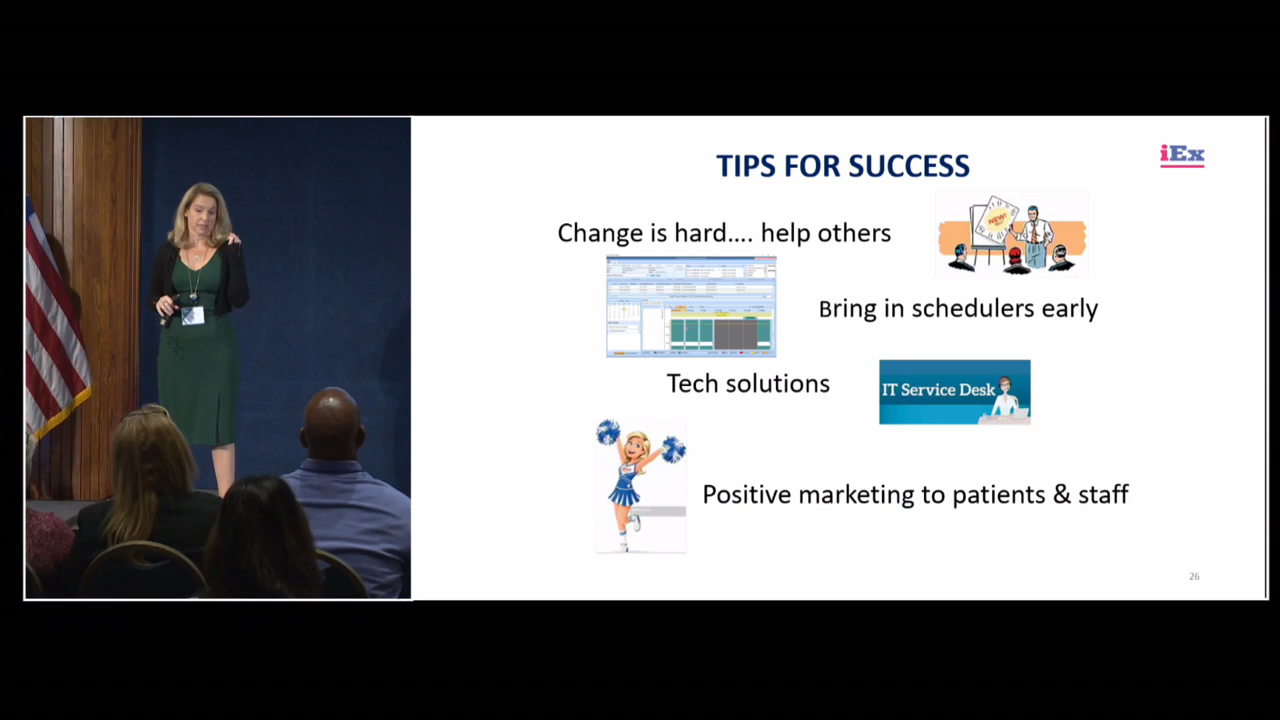 TIPS FOR SUCCESS
iEx
Change is hard.... help others
NEW!
Bring in schedulers early
Tech solutions
IT Service Desk
Positive marketing to patients & staff
26